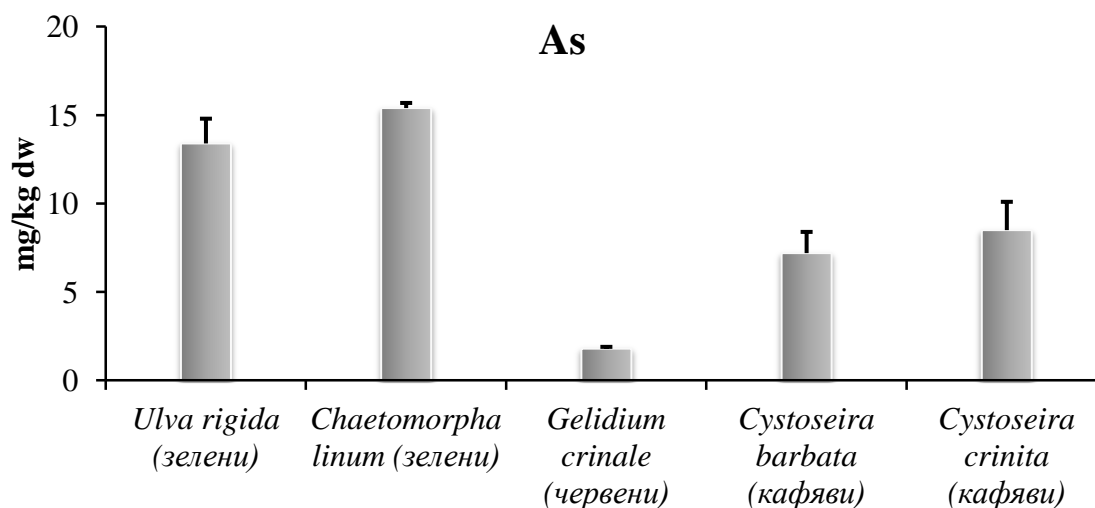 As
mg/kg dw
20
15
10
5
0
Ulva rigida
(зелени)
Chaetomorpha
linum (зелени)
Gelidium
crinale
(червени)
Cystoseira
barbata
(кафяви)
Cystoseira
crinita
(кафяви)